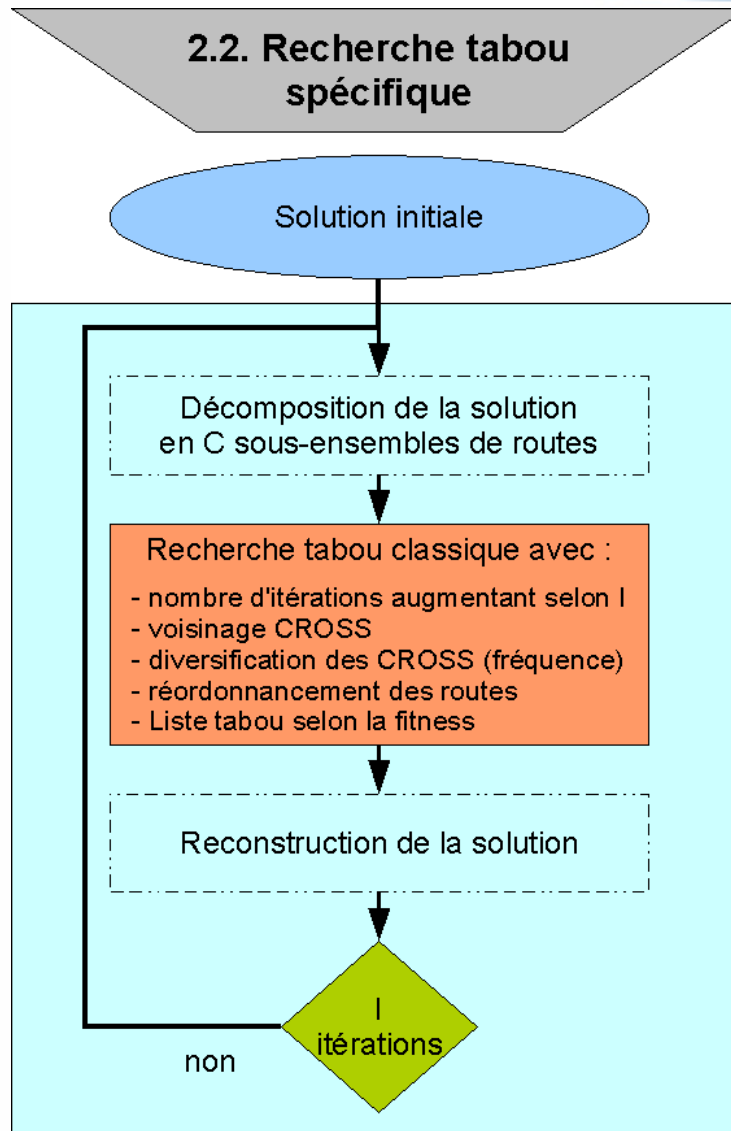 2.2. Recherche tabou
spécifique
Solution initiale
Décomposition de la solution
en C sous-ensembles de routes
Recherche tabou classique avec :
- nombre d'itérations augmentant selon I
- voisinage CROSS
- diversification des CROSS (fréquence)
- réordonnancement des routes
- Liste tabou selon la fitness
Reconstruction de la solution
I
itérations
non